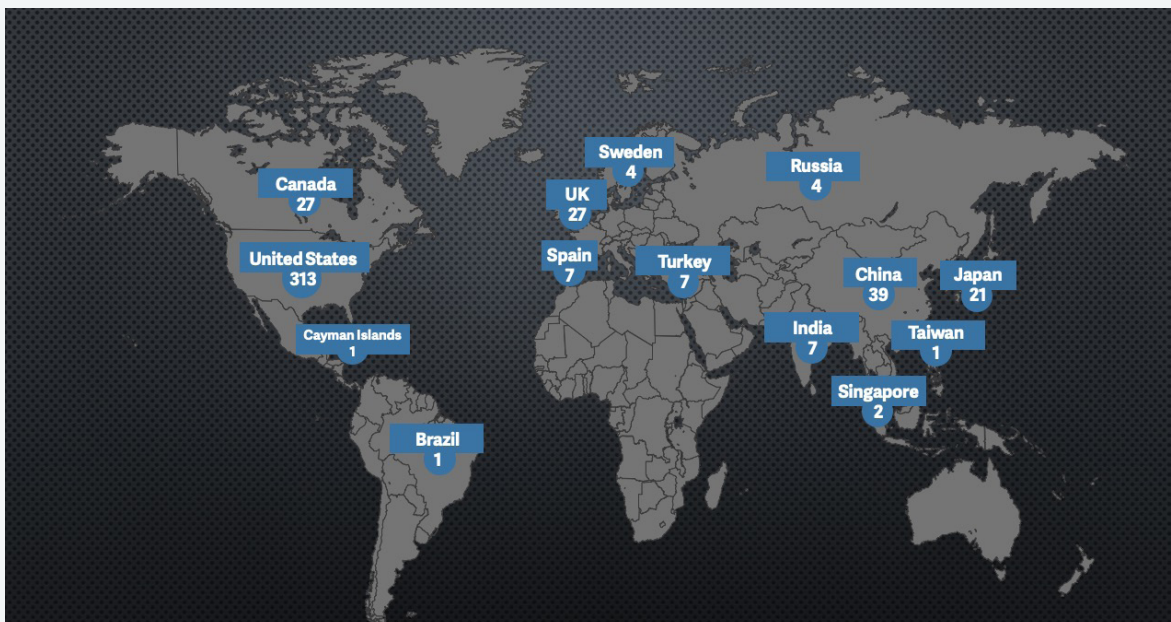 Sweden
4
Russia
4
Canada
27
UK
27
United States
313
Spain
7
Turkey
7
China
39
Japan
21
Cayman Islands
1
India
7
Taiwan
1
Singapore
2
Brazil
1